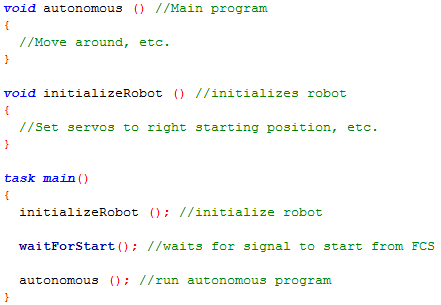 void autonomous () //Main program
{
  //Move around, etc.
}

void initializeRobot () //initializes robot
{
  //Set servos to right starting position, etc.
}

task main()
{
  initializeRobot (); //initialize robot

  waitForStart(); //waits for signal to start from FCS

  autonomous (); //run autonomous program
}